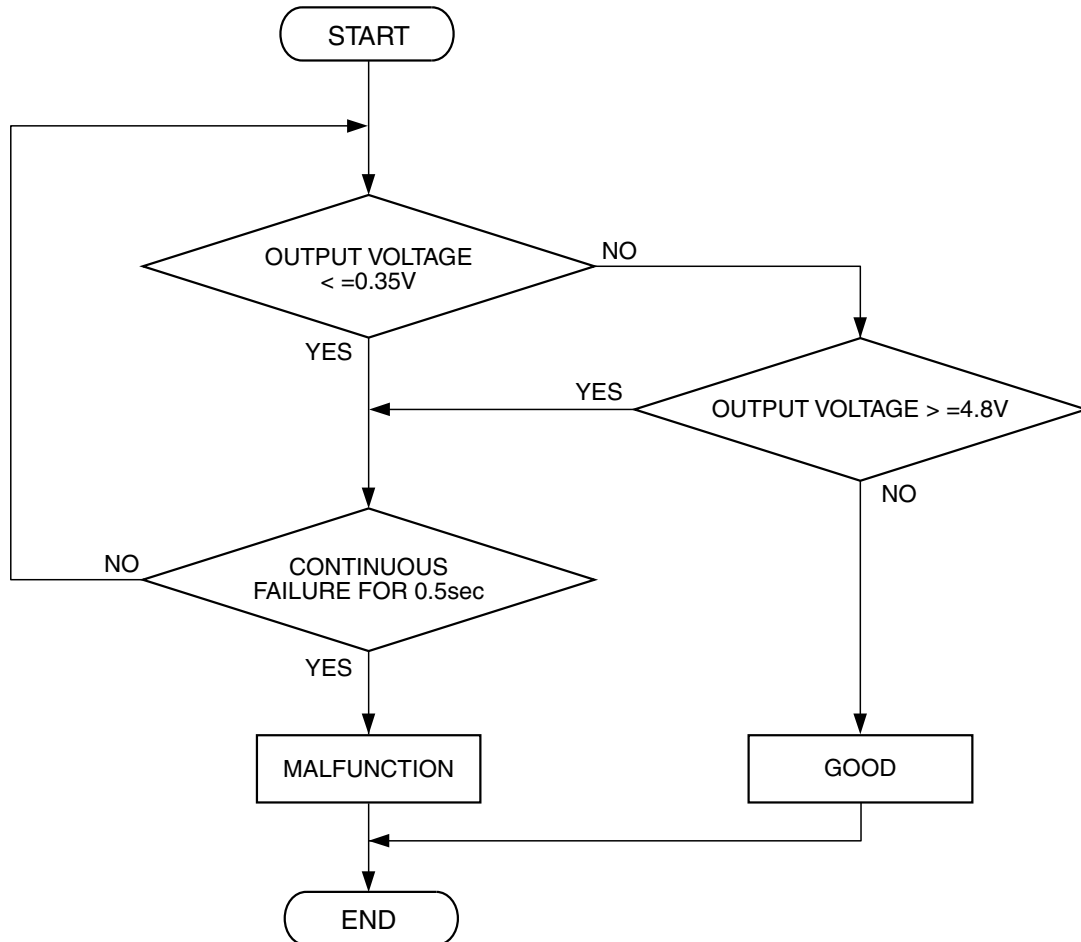 START
OUTPUT VOLTAGE
< =0.35V
NO
YES
YES
OUTPUT VOLTAGE > =4.8V
NO
NO
CONTINUOUS
FAILURE FOR 0.5sec
YES
MALFUNCTION
GOOD
END